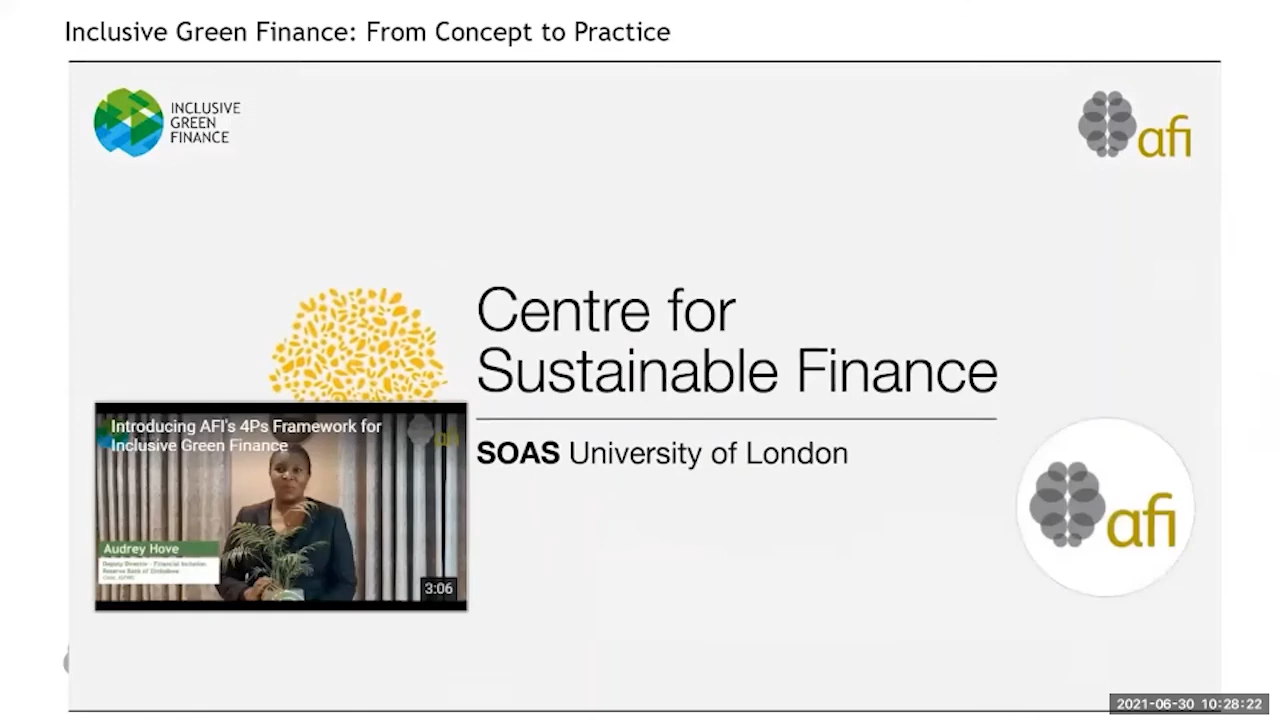 Inclusive Green Finance: From Concept to Practice
INCLUSIVE
GREEN
FINANCE
afi
Centre for
Sustainable Finance
SOAS University of London
Introducing AFI's 4Ps Framework for
Inclusive Green Finance
afi
Audrey Hove
Deputy Director - Financial Inclusion
Reserve Bank of Zimbabwe
3:06
afi
2021-06-30 10:28:22